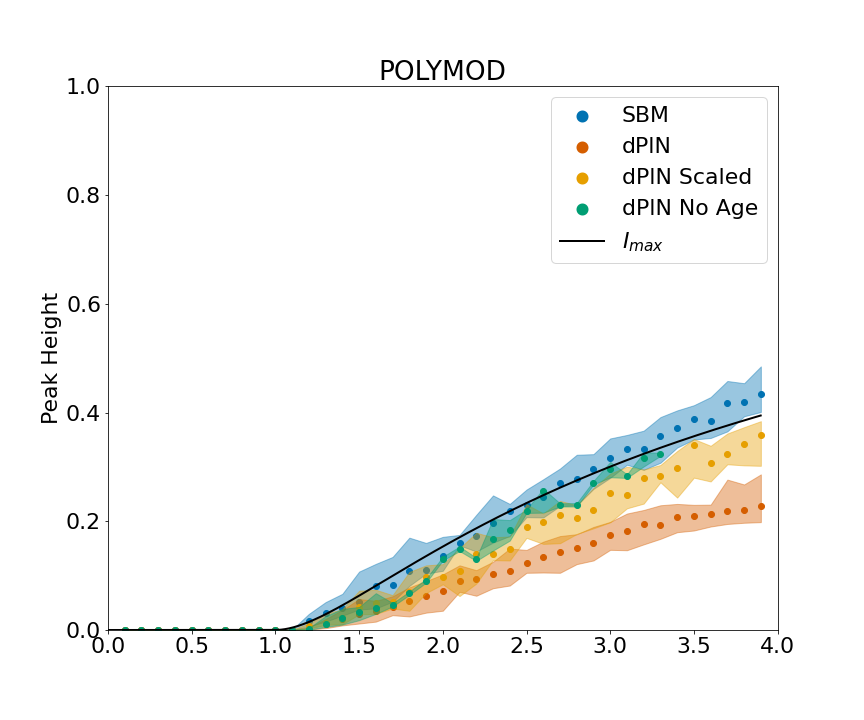 POLYMOD
1.0
0.8
0.6
0.4
0.2
0.0
Peak Height
SBM
dPIN
dPIN Scaled
dPIN No Age
I_{max}
0.0 0.5 1.0 1.5 2.0 2.5 3.0 3.5 4.0